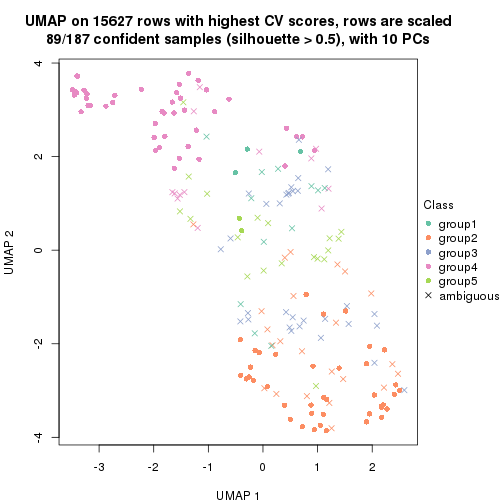 UMAP on 15627 rows with highest CV scores, rows are scaled
89/187 confident samples (silhouette > 0.5), with 10 PCs
4
2
0
-2
-4
UMAP 2
-3
-2
-1
0
1
2
UMAP 1
Class
group1
group2
group3
group4
group5
ambiguous